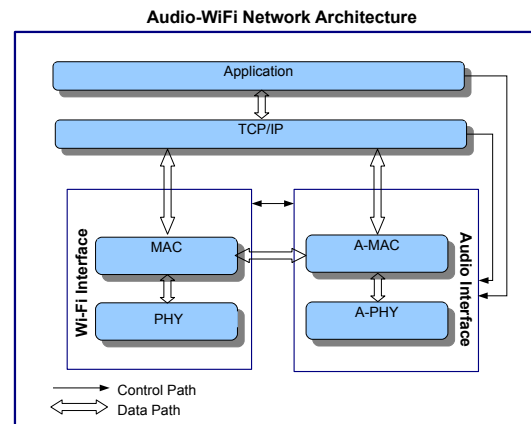 Audio-WiFi Network Architecture
Application
TCP/IP
Wi-Fi Interface
MAC
PHY
A-MAC
A-PHY
Audio Interface
Control Path
Data Path